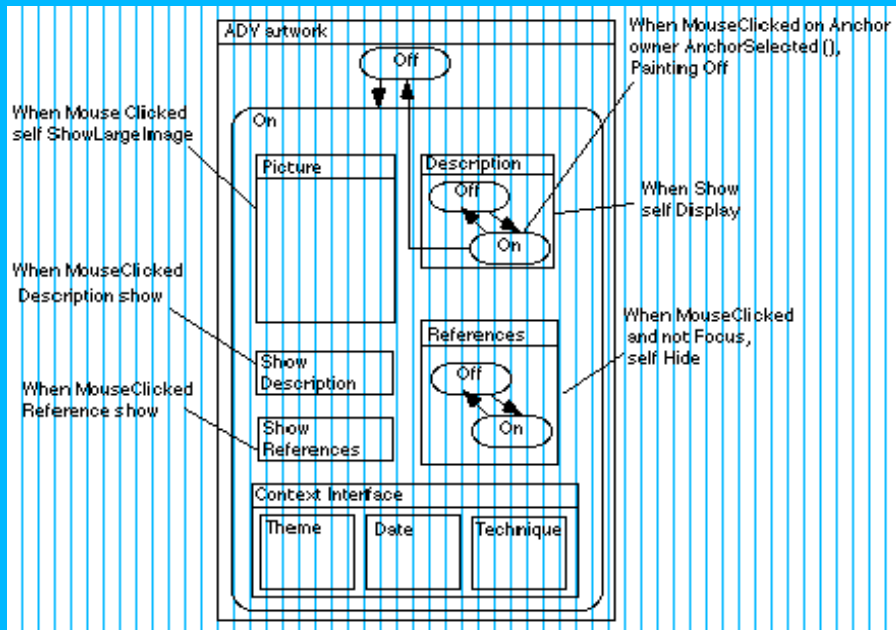 ADV artwork
Off
On
When MouseClicked on Anchor
owner AnchorSelected (),
Painting Off
When Mouse Clicked
self ShowLargeImage
Picture
Description
Off
On
When Show
self Display
When MouseClicked
Description show
Show
Description
When MouseClicked
Reference show
Show
References
References
Off
On
When MouseClicked
and not Focus,
self Hide
Context Interface
Theme
Date
Technique